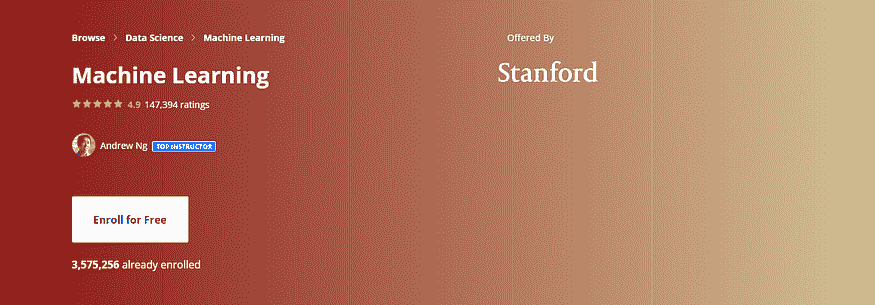 Browse > Data Science > Machine Learning
Offered By
Machine Learning
Stanford
4.9 147,394 ratings
Andrew Ng TOP INSTRUCTOR
Enroll for Free
3,575,256 already enrolled